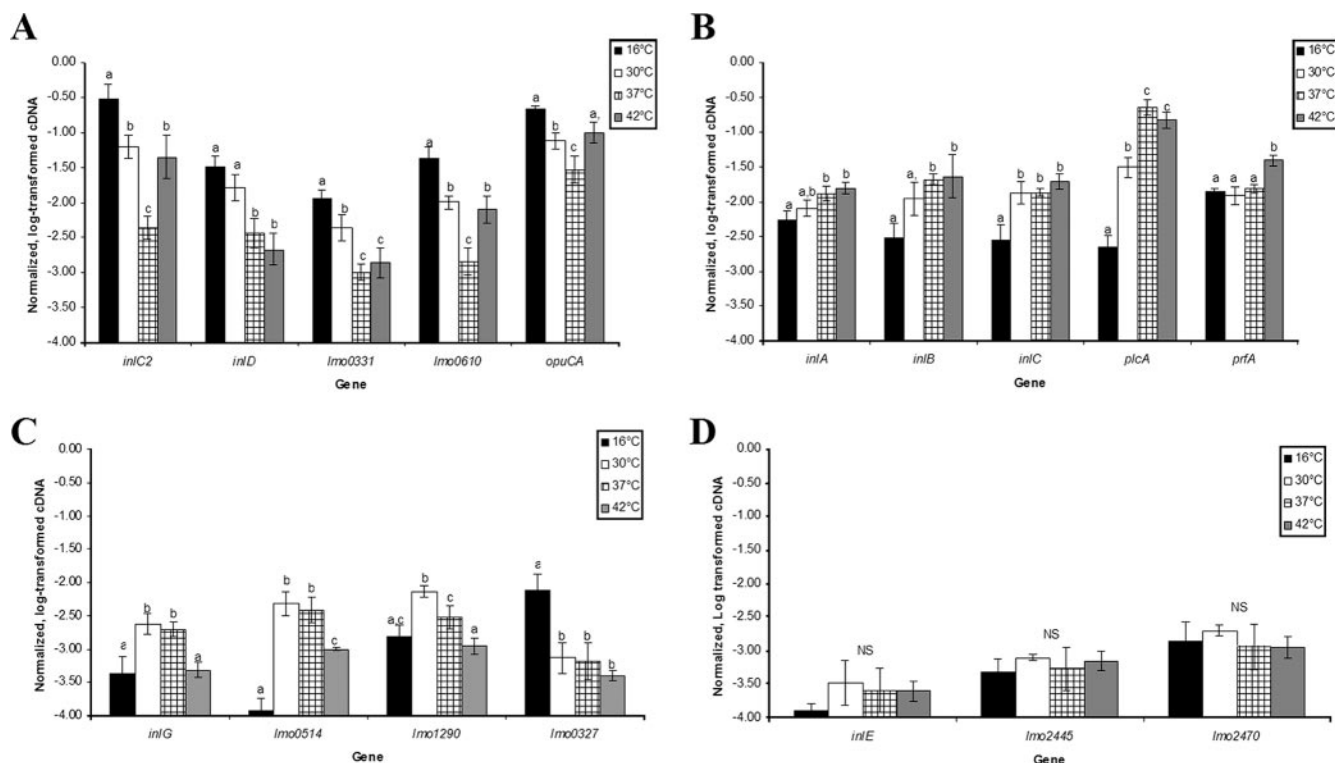 A
Normalized, log-transformed cDNA
0.00
-0.50
-1.00
-1.50
-2.00
-2.50
-3.00
-3.50
-4.00
16°C
30°C
37°C
42°C
a b c b
a a b b
a b c c
a b c b
a b c a,
inlC2 inlD lmo0331 lmo0610 opuCA
Gene
B
Normalized, log-transformed cDNA
0.00
-0.50
-1.00
-1.50
-2.00
-2.50
-3.00
-3.50
-4.00
16°C
30°C
37°C
42°C
a a,b b b
a a, b b
a b b b
a b c c
a a a b
inlA inlB inlC plcA prfA
Gene
C
Normalized, log-transformed cDNA
0.00
-0.50
-1.00
-1.50
-2.00
-2.50
-3.00
-3.50
-4.00
16°C
30°C
37°C
42°C
a b b a
a b b c
a,c b c a
a b b b
inlG lmo0514 lmo1290 lmo0327
Gene
D
Normalized, Log transformed cDNA
0.00
-0.50
-1.00
-1.50
-2.00
-2.50
-3.00
-3.50
-4.00
16°C
30°C
37°C
42°C
NS NS NS
inlE lmo2445 lmo2470
Gene